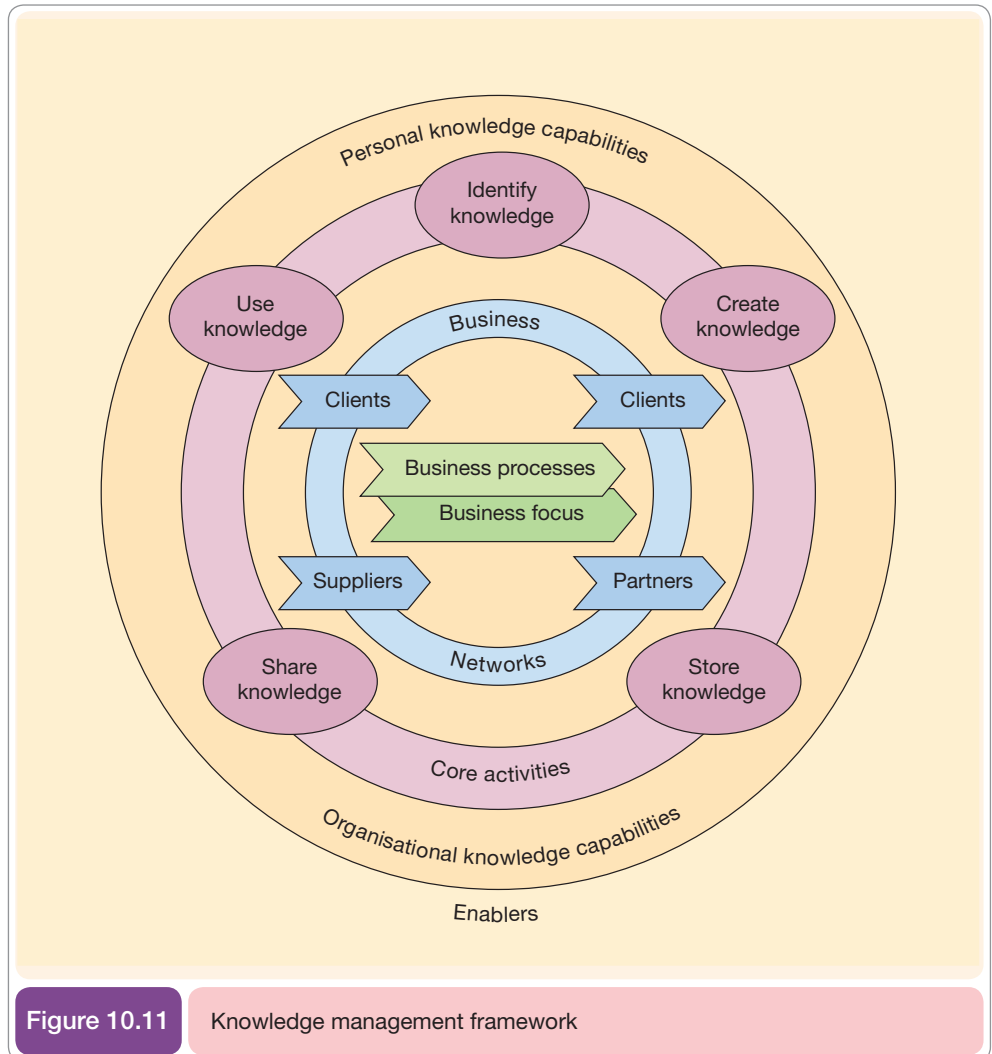 Personal knowledge capabilities
Identify
knowledge
Use
knowledge
Create
knowledge
Business
Clients
Clients
Business processes
Business focus
Suppliers
Partners
Networks
Share
knowledge
Store
knowledge
Core activities
Organisational knowledge capabilities
Enablers
Figure 10.11
Knowledge management framework